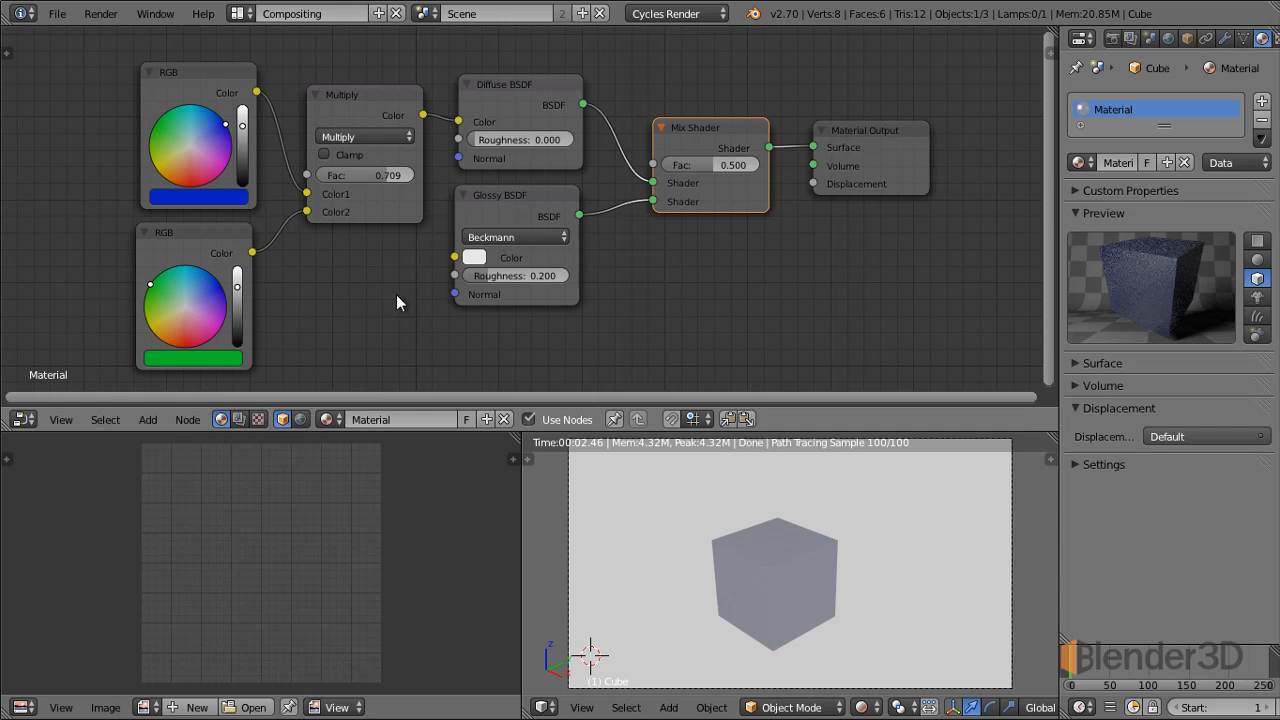 File Render Window Help Compositing Scene 2 Cycles Render v2.70 | Verts:8 | Faces:6 | Tris:12 | Objects:1/3 | Lamps:0/1 | Mem:20.85M | Cube
RGB
Color
Multiply
Color
Multiply
Clamp
Fac: 0.709
Color1
Color2
RGB
Color
Diffuse BSDF
BSDF
Color
Roughness: 0.000
Normal
Glossy BSDF
BSDF
Beckmann
Color
Roughness: 0.200
Normal
Mix Shader
Shader
Fac: 0.500
Shader
Shader
Material Output
Surface
Volume
Displacement
Material
View Select Add Node Material F Use Nodes
Cube Material
Material
Materi F Data
Custom Properties
Preview
Surface
Volume
Displacement
Displacem... Default
Settings
Time:00:02.46 | Mem:4.32M, Peak:4.32M | Done | Path Tracing Sample 100/100
z
(1) Cube
View Image New Open View
View Select Add Object Object Mode Global
Blender3D
0 50 100 150 200 250
Start: 1